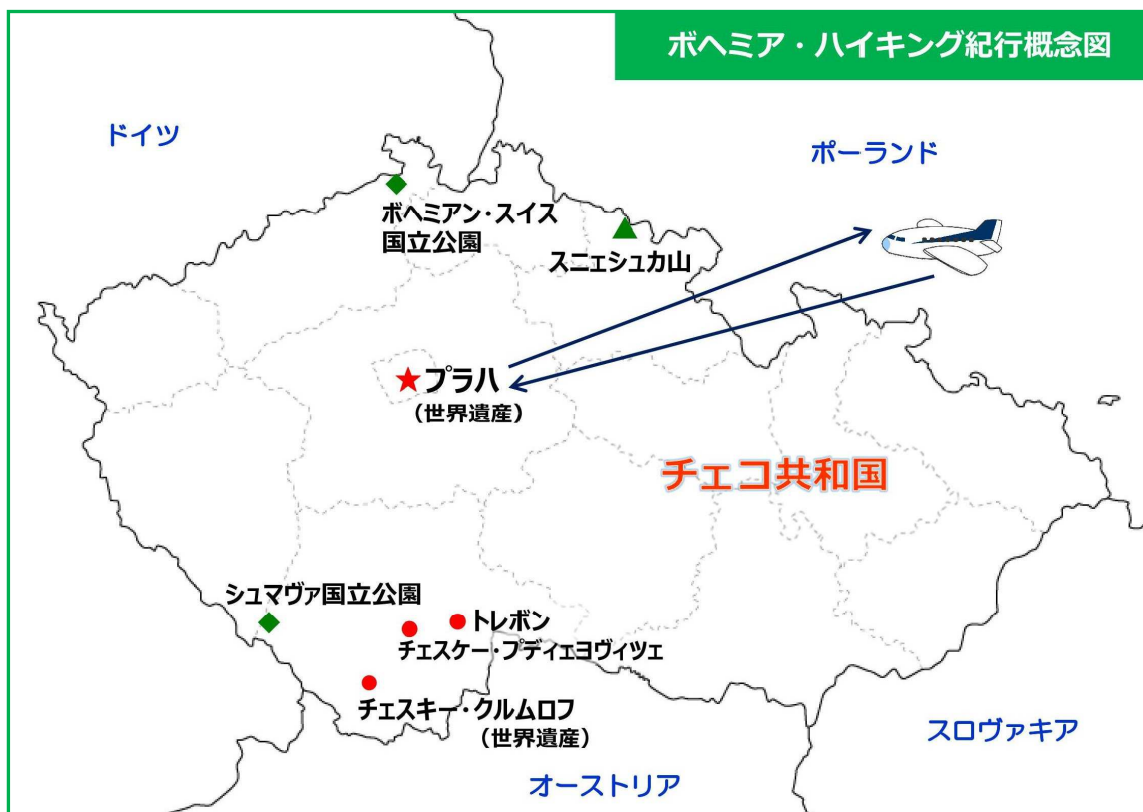 ボヘミア・ハイキング紀行概念図
ドイツ
ポーランド
ボヘミアン・スイス
国立公園
スニェシュカ山
プラハ
(世界遺産)
チェコ共和国
シュマヴァ国立公園
トレボン
チェスケー・ブディェヨヴィツェ
チェスキー・クルムロフ
(世界遺産)
スロヴァキア
オーストリア